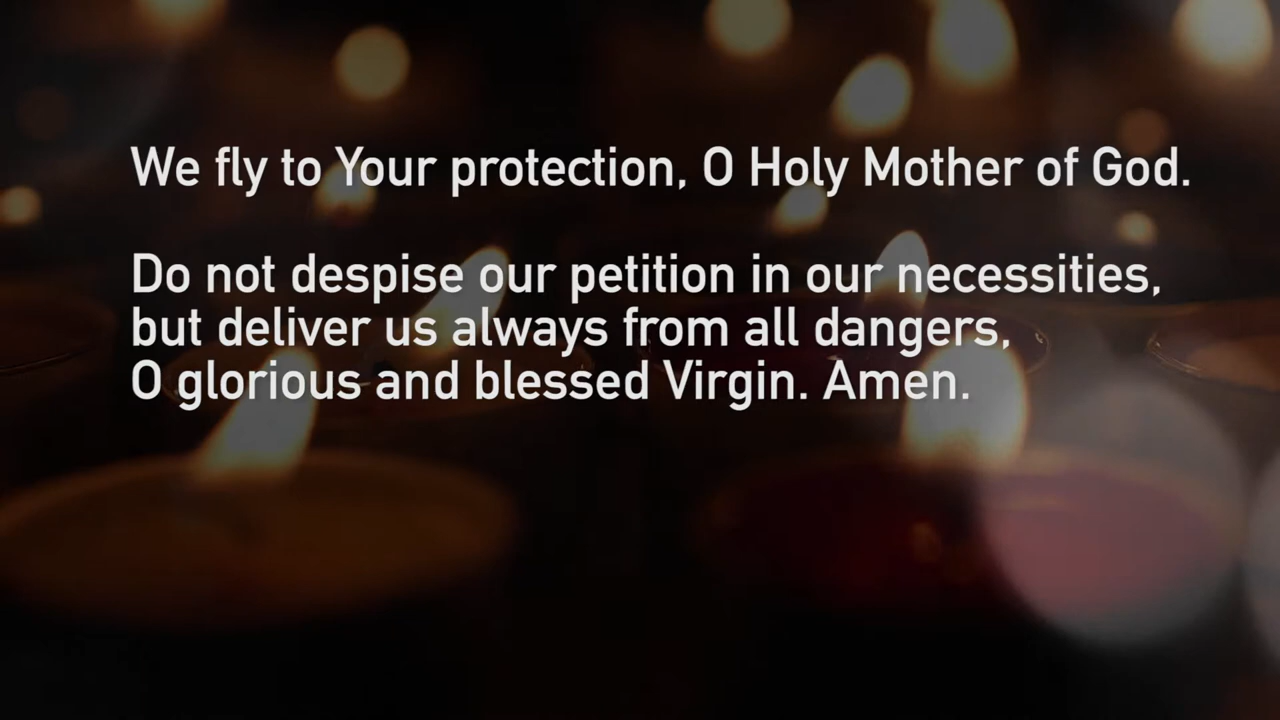 We fly to Your protection, O Holy Mother of God.
Do not despise our petition in our necessities,
but deliver us always from all dangers,
O glorious and blessed Virgin. Amen.